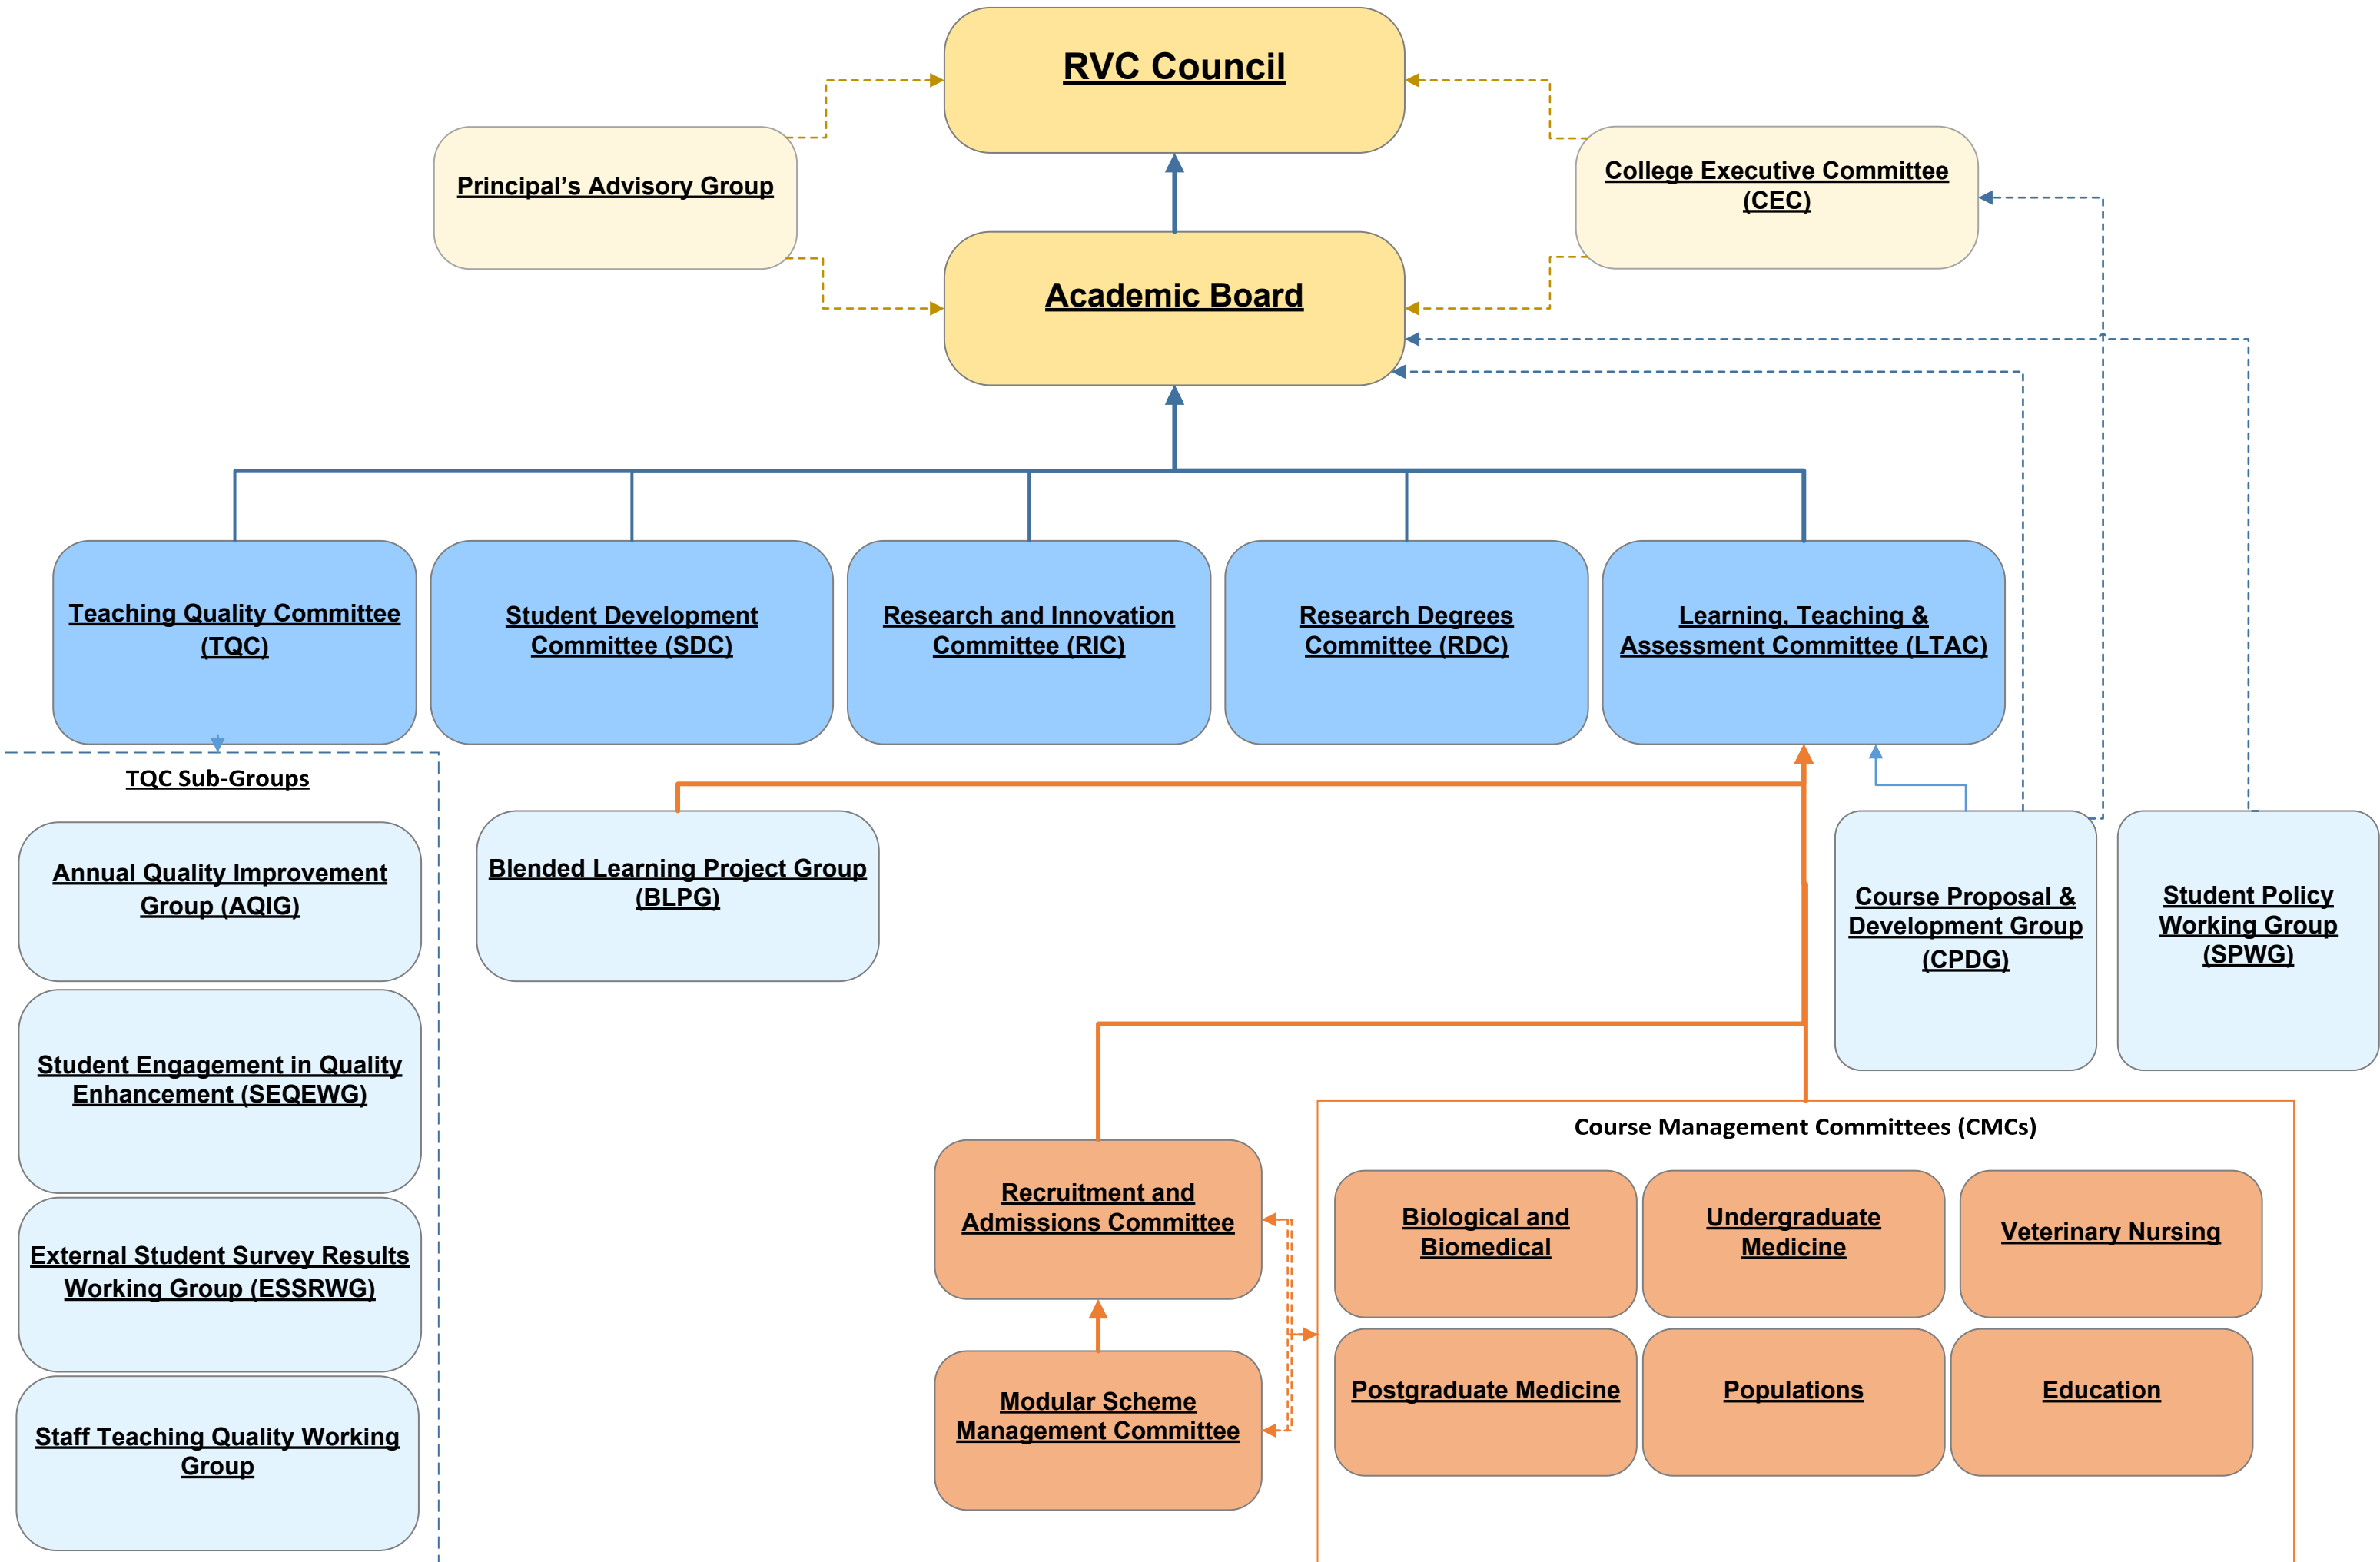 RVC Council
Principal’s Advisory Group
College Executive Committee
(CEC)
Academic Board
Teaching Quality Committee
(TQC)
Student Development
Committee (SDC)
Research and Innovation
Committee (RIC)
Research Degrees
Committee (RDC)
Learning, Teaching &
Assessment Committee (LTAC)
TQC Sub-Groups
Annual Quality Improvement
Group (AQIG)
Student Engagement in Quality
Enhancement (SEQEWG)
External Student Survey Results
Working Group (ESSRWG)
Staff Teaching Quality Working
Group
Blended Learning Project Group
(BLPG)
Course Proposal &
Development Group
(CPDG)
Student Policy
Working Group
(SPWG)
Recruitment and
Admissions Committee
Modular Scheme
Management Committee
Course Management Committees (CMCs)
Biological and
Biomedical
Undergraduate
Medicine
Veterinary Nursing
Postgraduate Medicine
Populations
Education